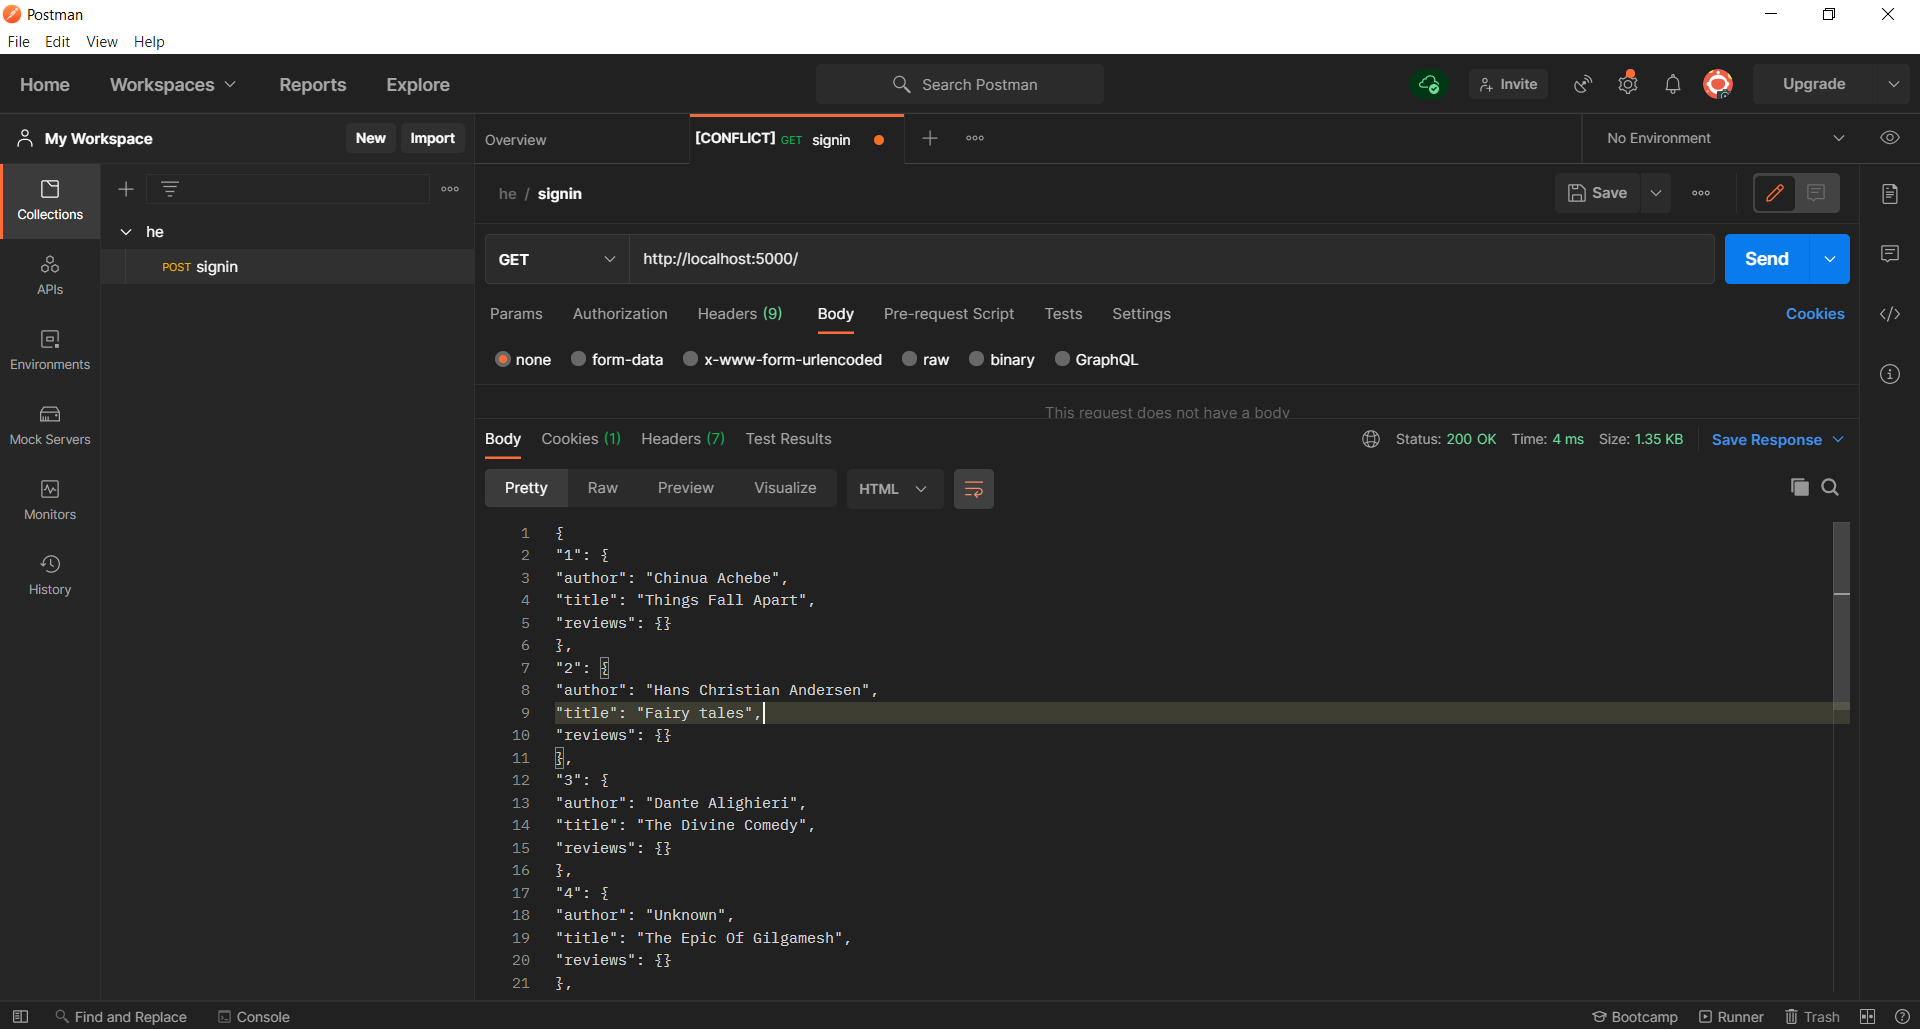 Postman
File Edit View Help
Home Workspaces Reports Explore Search Postman Invite Upgrade
My Workspace New Import Overview [CONFLICT] GET signin No Environment
Collections
APIs
Environments
Mock Servers
Monitors
History
he
POST signin
he / signin Save
GET http://localhost:5000/ Send
Params Authorization Headers (9) Body Pre-request Script Tests Settings Cookies
none form-data x-www-form-urlencoded raw binary GraphQL
This request does not have a body
Body Cookies (1) Headers (7) Test Results Status: 200 OK Time: 4 ms Size: 1.35 KB Save Response
Pretty Raw Preview Visualize HTML
1 {
2 "1": {
3 "author": "Chinua Achebe",
4 "title": "Things Fall Apart",
5 "reviews": {}
6 },
7 "2": {
8 "author": "Hans Christian Andersen",
9 "title": "Fairy tales",
10 "reviews": {}
11 },
12 "3": {
13 "author": "Dante Alighieri",
14 "title": "The Divine Comedy",
15 "reviews": {}
16 },
17 "4": {
18 "author": "Unknown",
19 "title": "The Epic Of Gilgamesh",
20 "reviews": {}
21 },
Find and Replace Console Bootcamp Runner Trash